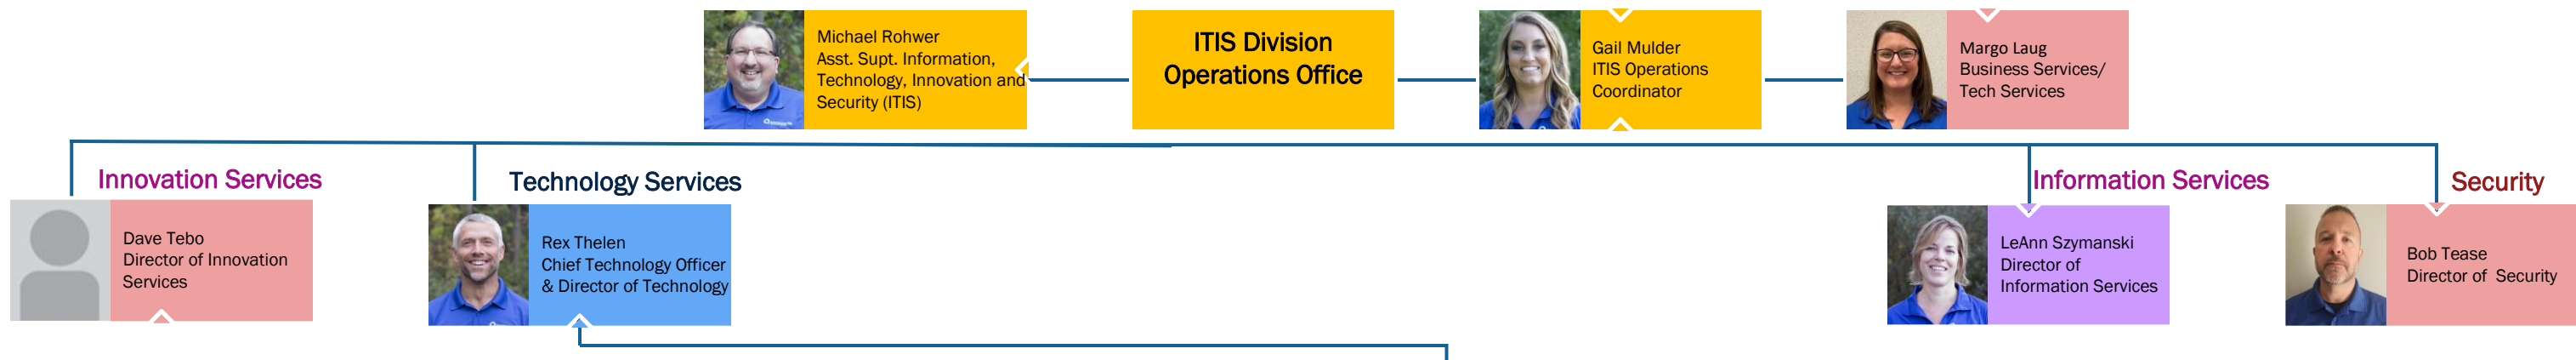 Michael Rohwer
Asst. Supt. Information,
Technology, Innovation and
Security (ITIS)
ITIS Division
Operations Office
Gail Mulder
ITIS Operations
Coordinator
Margo Laug
Business Services/
Tech Services
Innovation Services
Dave Tebo
Director of Innovation
Services
Technology Services
Rex Thelen
Chief Technology Officer
& Director of Technology
Information Services
LeAnn Szymanski
Director of
Information Services
Security
Bob Tease
Director of Security